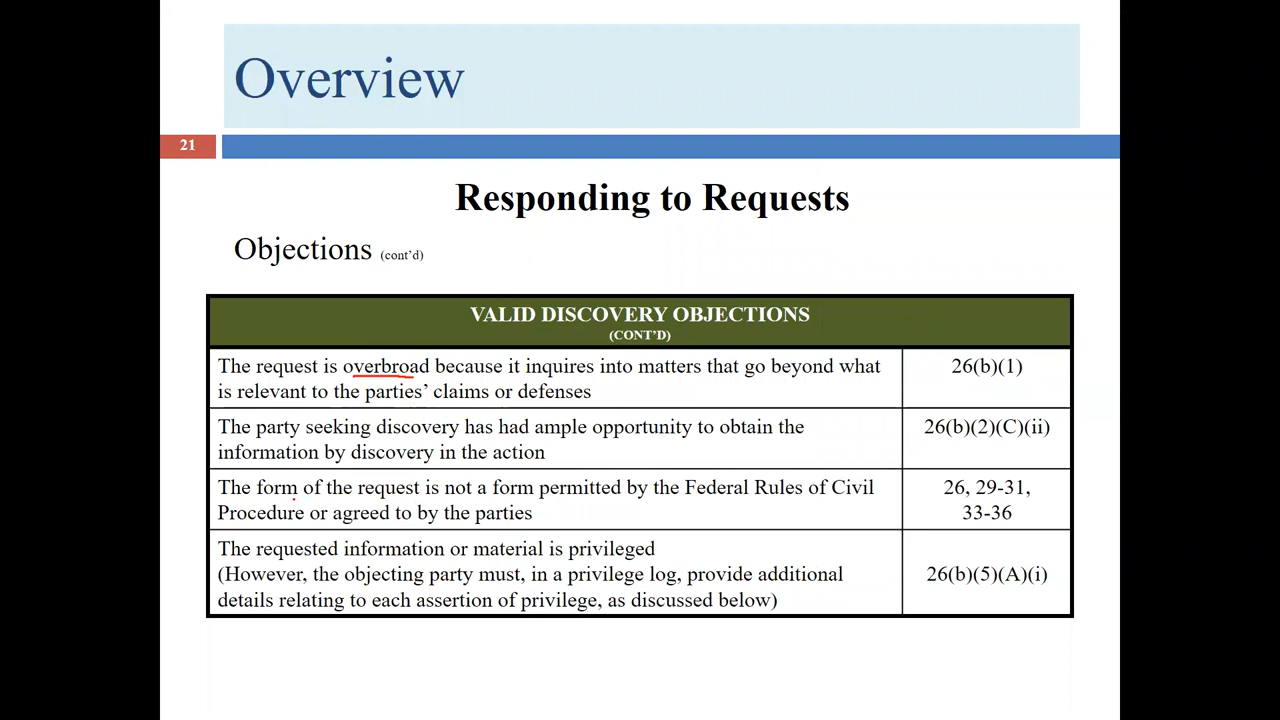 Overview
21
Responding to Requests
Objections (cont’d)
VALID DISCOVERY OBJECTIONS
(CONT’D)
The request is overbroad because it inquires into matters that go beyond what
is relevant to the parties’ claims or defenses
26(b)(1)
The party seeking discovery has had ample opportunity to obtain the
information by discovery in the action
26(b)(2)(C)(ii)
The form of the request is not a form permitted by the Federal Rules of Civil
Procedure or agreed to by the parties
26, 29-31,
33-36
The requested information or material is privileged
(However, the objecting party must, in a privilege log, provide additional
details relating to each assertion of privilege, as discussed below)
26(b)(5)(A)(i)